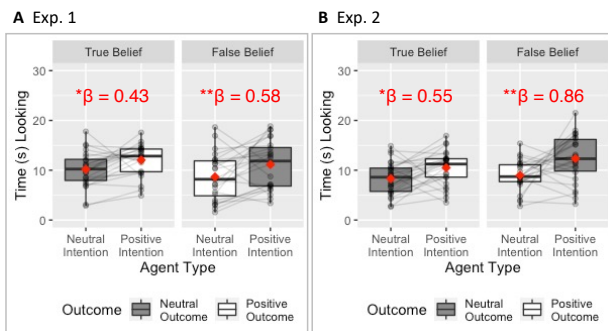 A Exp. 1
True Belief False Belief
Time (s) Looking
30
20
10
0
*β = 0.43
**β = 0.58
Neutral Intention
Positive Intention
Neutral Intention
Positive Intention
Agent Type
Outcome
Neutral Outcome
Positive Outcome
B Exp. 2
True Belief False Belief
Time (s) Looking
30
20
10
0
*β = 0.55
**β = 0.86
Neutral Intention
Positive Intention
Neutral Intention
Positive Intention
Agent Type
Outcome
Neutral Outcome
Positive Outcome